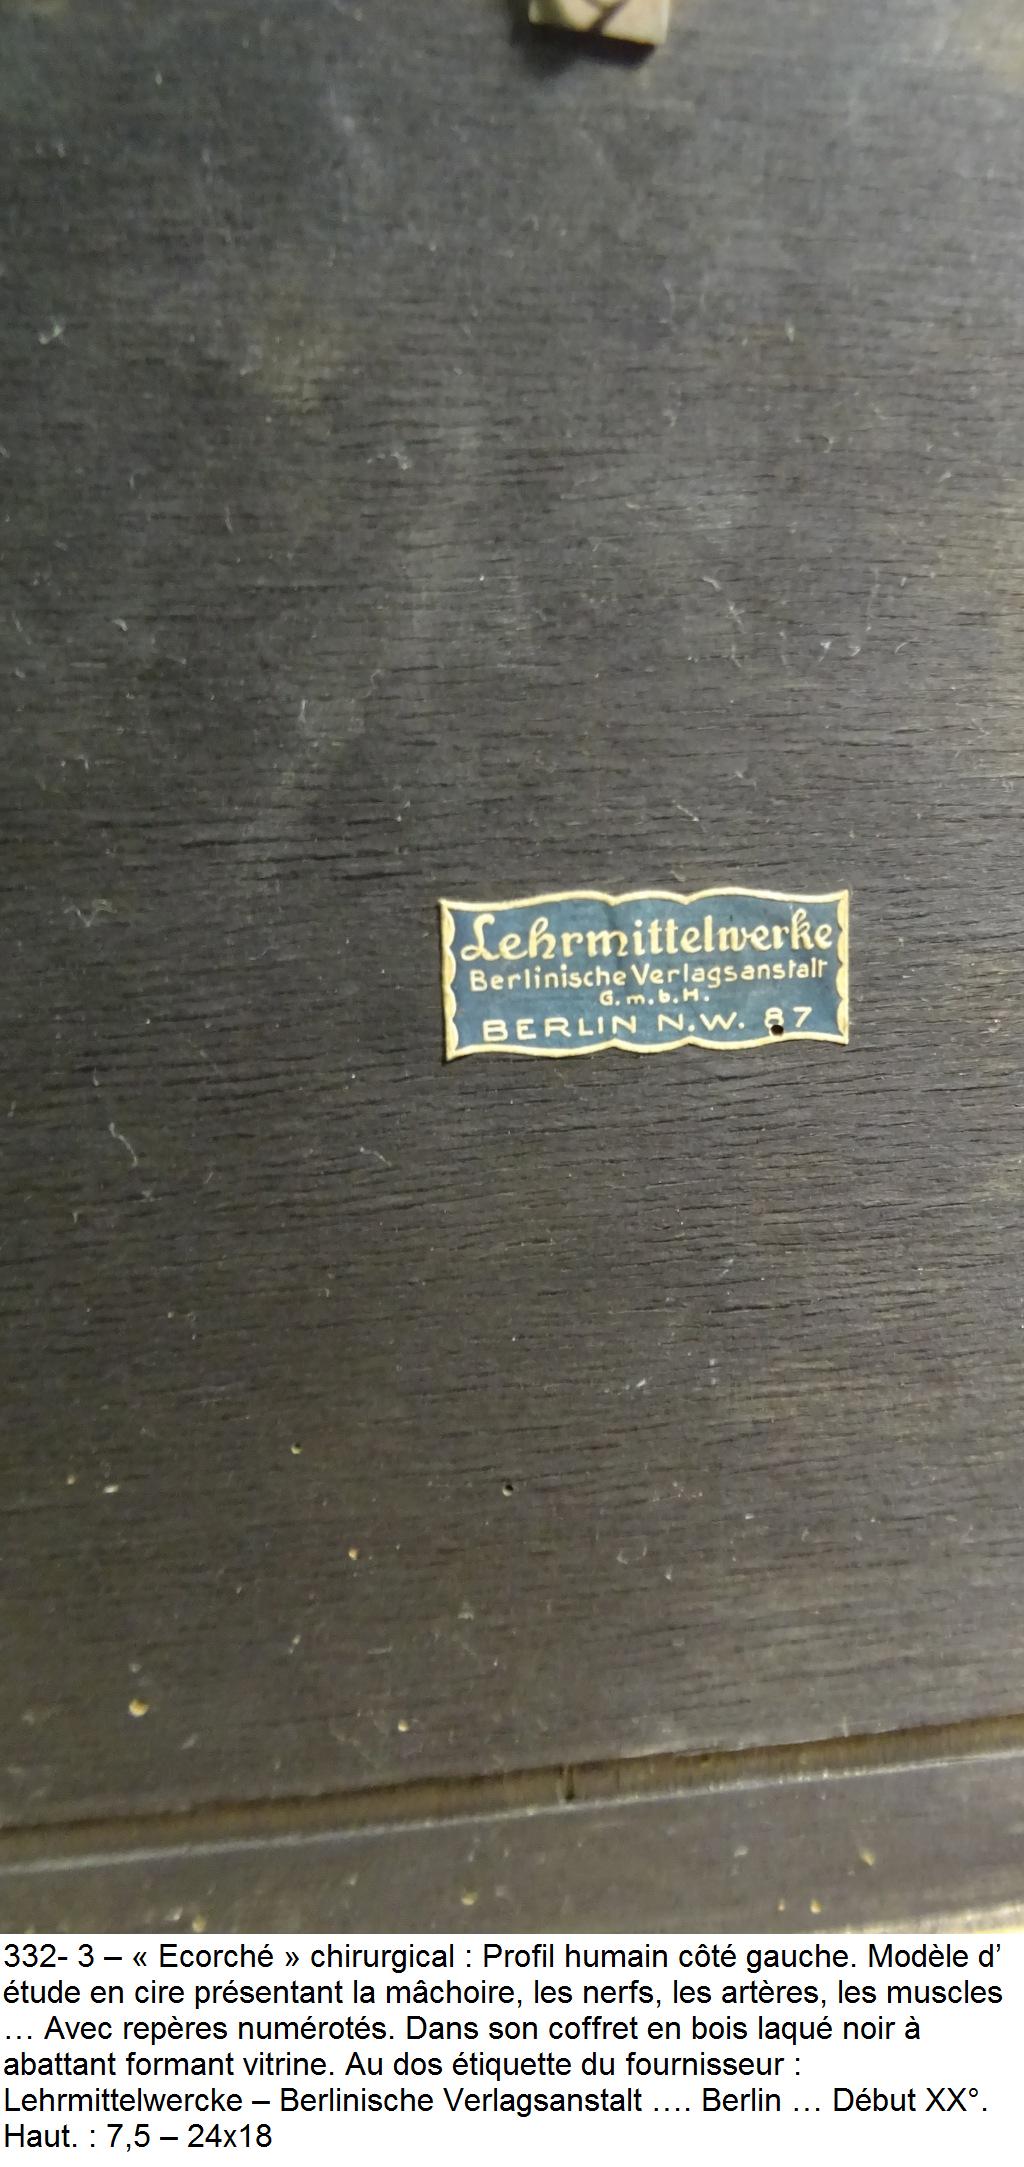 Lehrmittelwerke
Berlinische Verlagsanstalt
G.m.b.H.
BERLIN N.W. 87
332- 3 – « Ecorché » chirurgical : Profil humain côté gauche. Modèle d’
étude en cire présentant la mâchoire, les nerfs, les artères, les muscles
… Avec repères numérotés. Dans son coffret en bois laqué noir à
abattant formant vitrine. Au dos étiquette du fournisseur :
Lehrmittelwercke – Berlinische Verlagsanstalt …. Berlin … Début XX°.
Haut. : 7,5 – 24x18